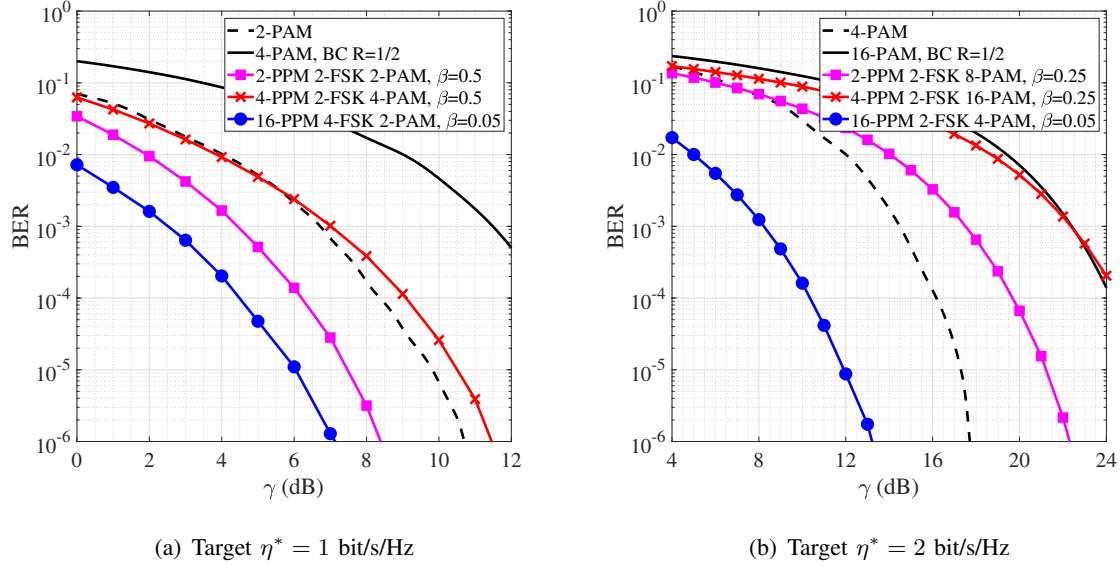 10^0
10^-1
10^-2
10^-3
10^-4
10^-5
10^-6
BER
0 2 4 6 8 10 12
γ (dB)
2-PAM
4-PAM, BC R=1/2
2-PPM 2-FSK 2-PAM, β=0.5
4-PPM 2-FSK 4-PAM, β=0.5
16-PPM 4-FSK 2-PAM, β=0.05
(a) Target η* = 1 bit/s/Hz
10^0
10^-1
10^-2
10^-3
10^-4
10^-5
10^-6
BER
4 8 12 16 20 24
γ (dB)
4-PAM
16-PAM, BC R=1/2
2-PPM 2-FSK 8-PAM, β=0.25
4-PPM 2-FSK 16-PAM, β=0.25
16-PPM 2-FSK 4-PAM, β=0.05
(b) Target η* = 2 bit/s/Hz